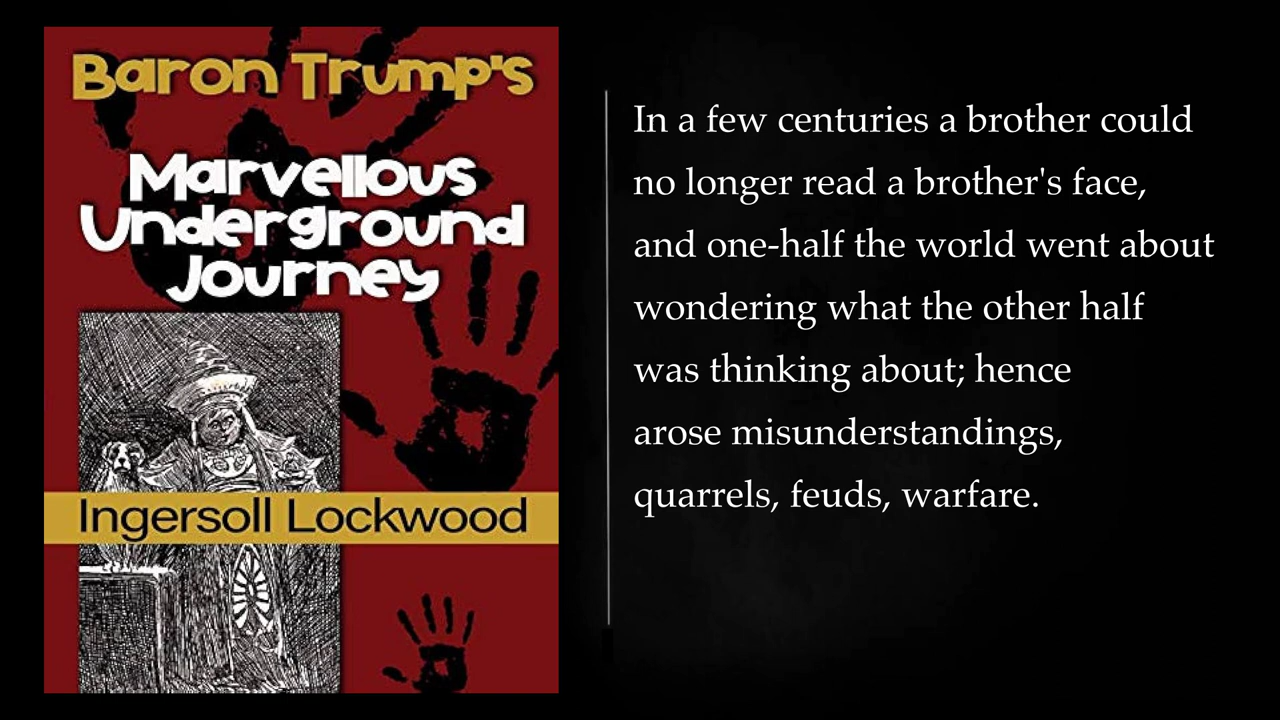 Baron Trump's
Marvellous
Underground
Journey
Ingersoll Lockwood
In a few centuries a brother could
no longer read a brother's face,
and one-half the world went about
wondering what the other half
was thinking about; hence
arose misunderstandings,
quarrels, feuds, warfare.